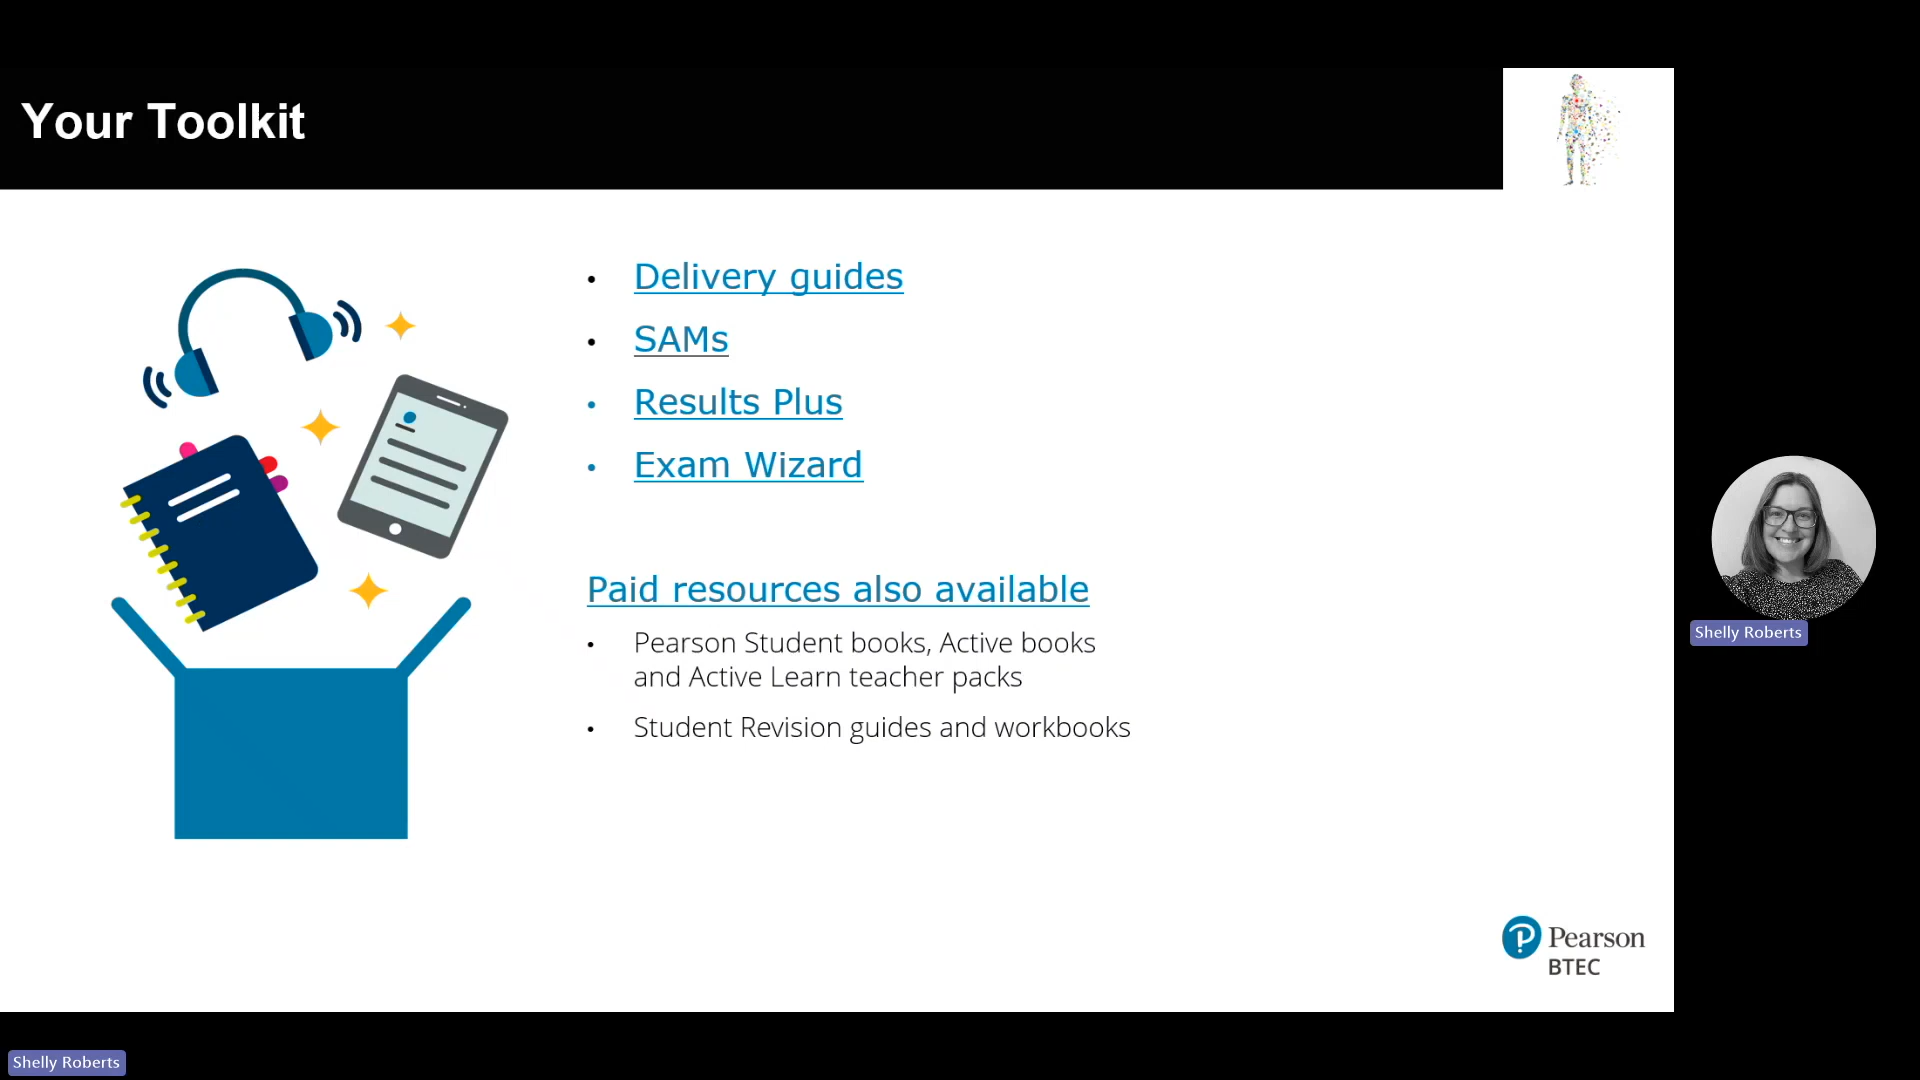 Your Toolkit
• Delivery guides
• SAMs
• Results Plus
• Exam Wizard
Paid resources also available
• Pearson Student books, Active books
and Active Learn teacher packs
• Student Revision guides and workbooks
Shelly Roberts
Pearson
BTEC
Shelly Roberts